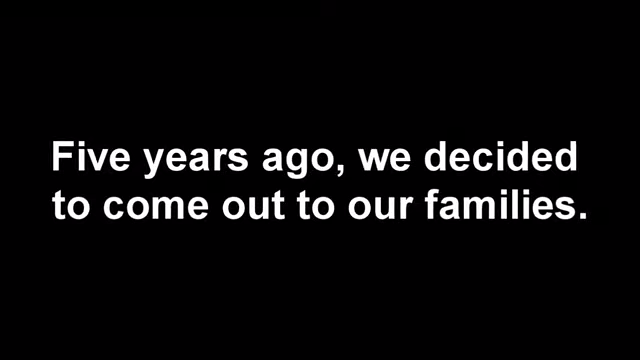 Five years ago, we decided
to come out to our families.